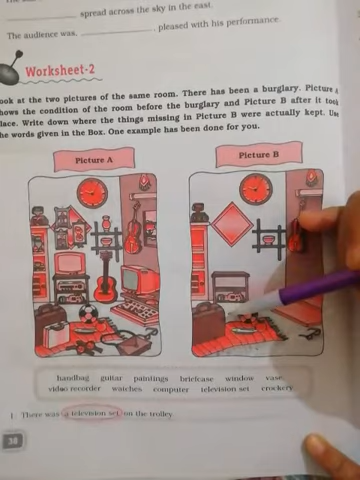 spread across the sky in the east.
The audience was, ____________, pleased with his performance.
Worksheet-2
ook at the two pictures of the same room. There has been a burglary. Picture A
hows the condition of the room before the burglary and Picture B after it took
lace. Write down where the things missing in Picture B were actually kept. Use
he words given in the Box. One example has been done for you.
Picture A
Picture B
handbag guitar paintings briefcase window vase
video recorder watches computer television set crockery
1. There was a television set on the trolley
38